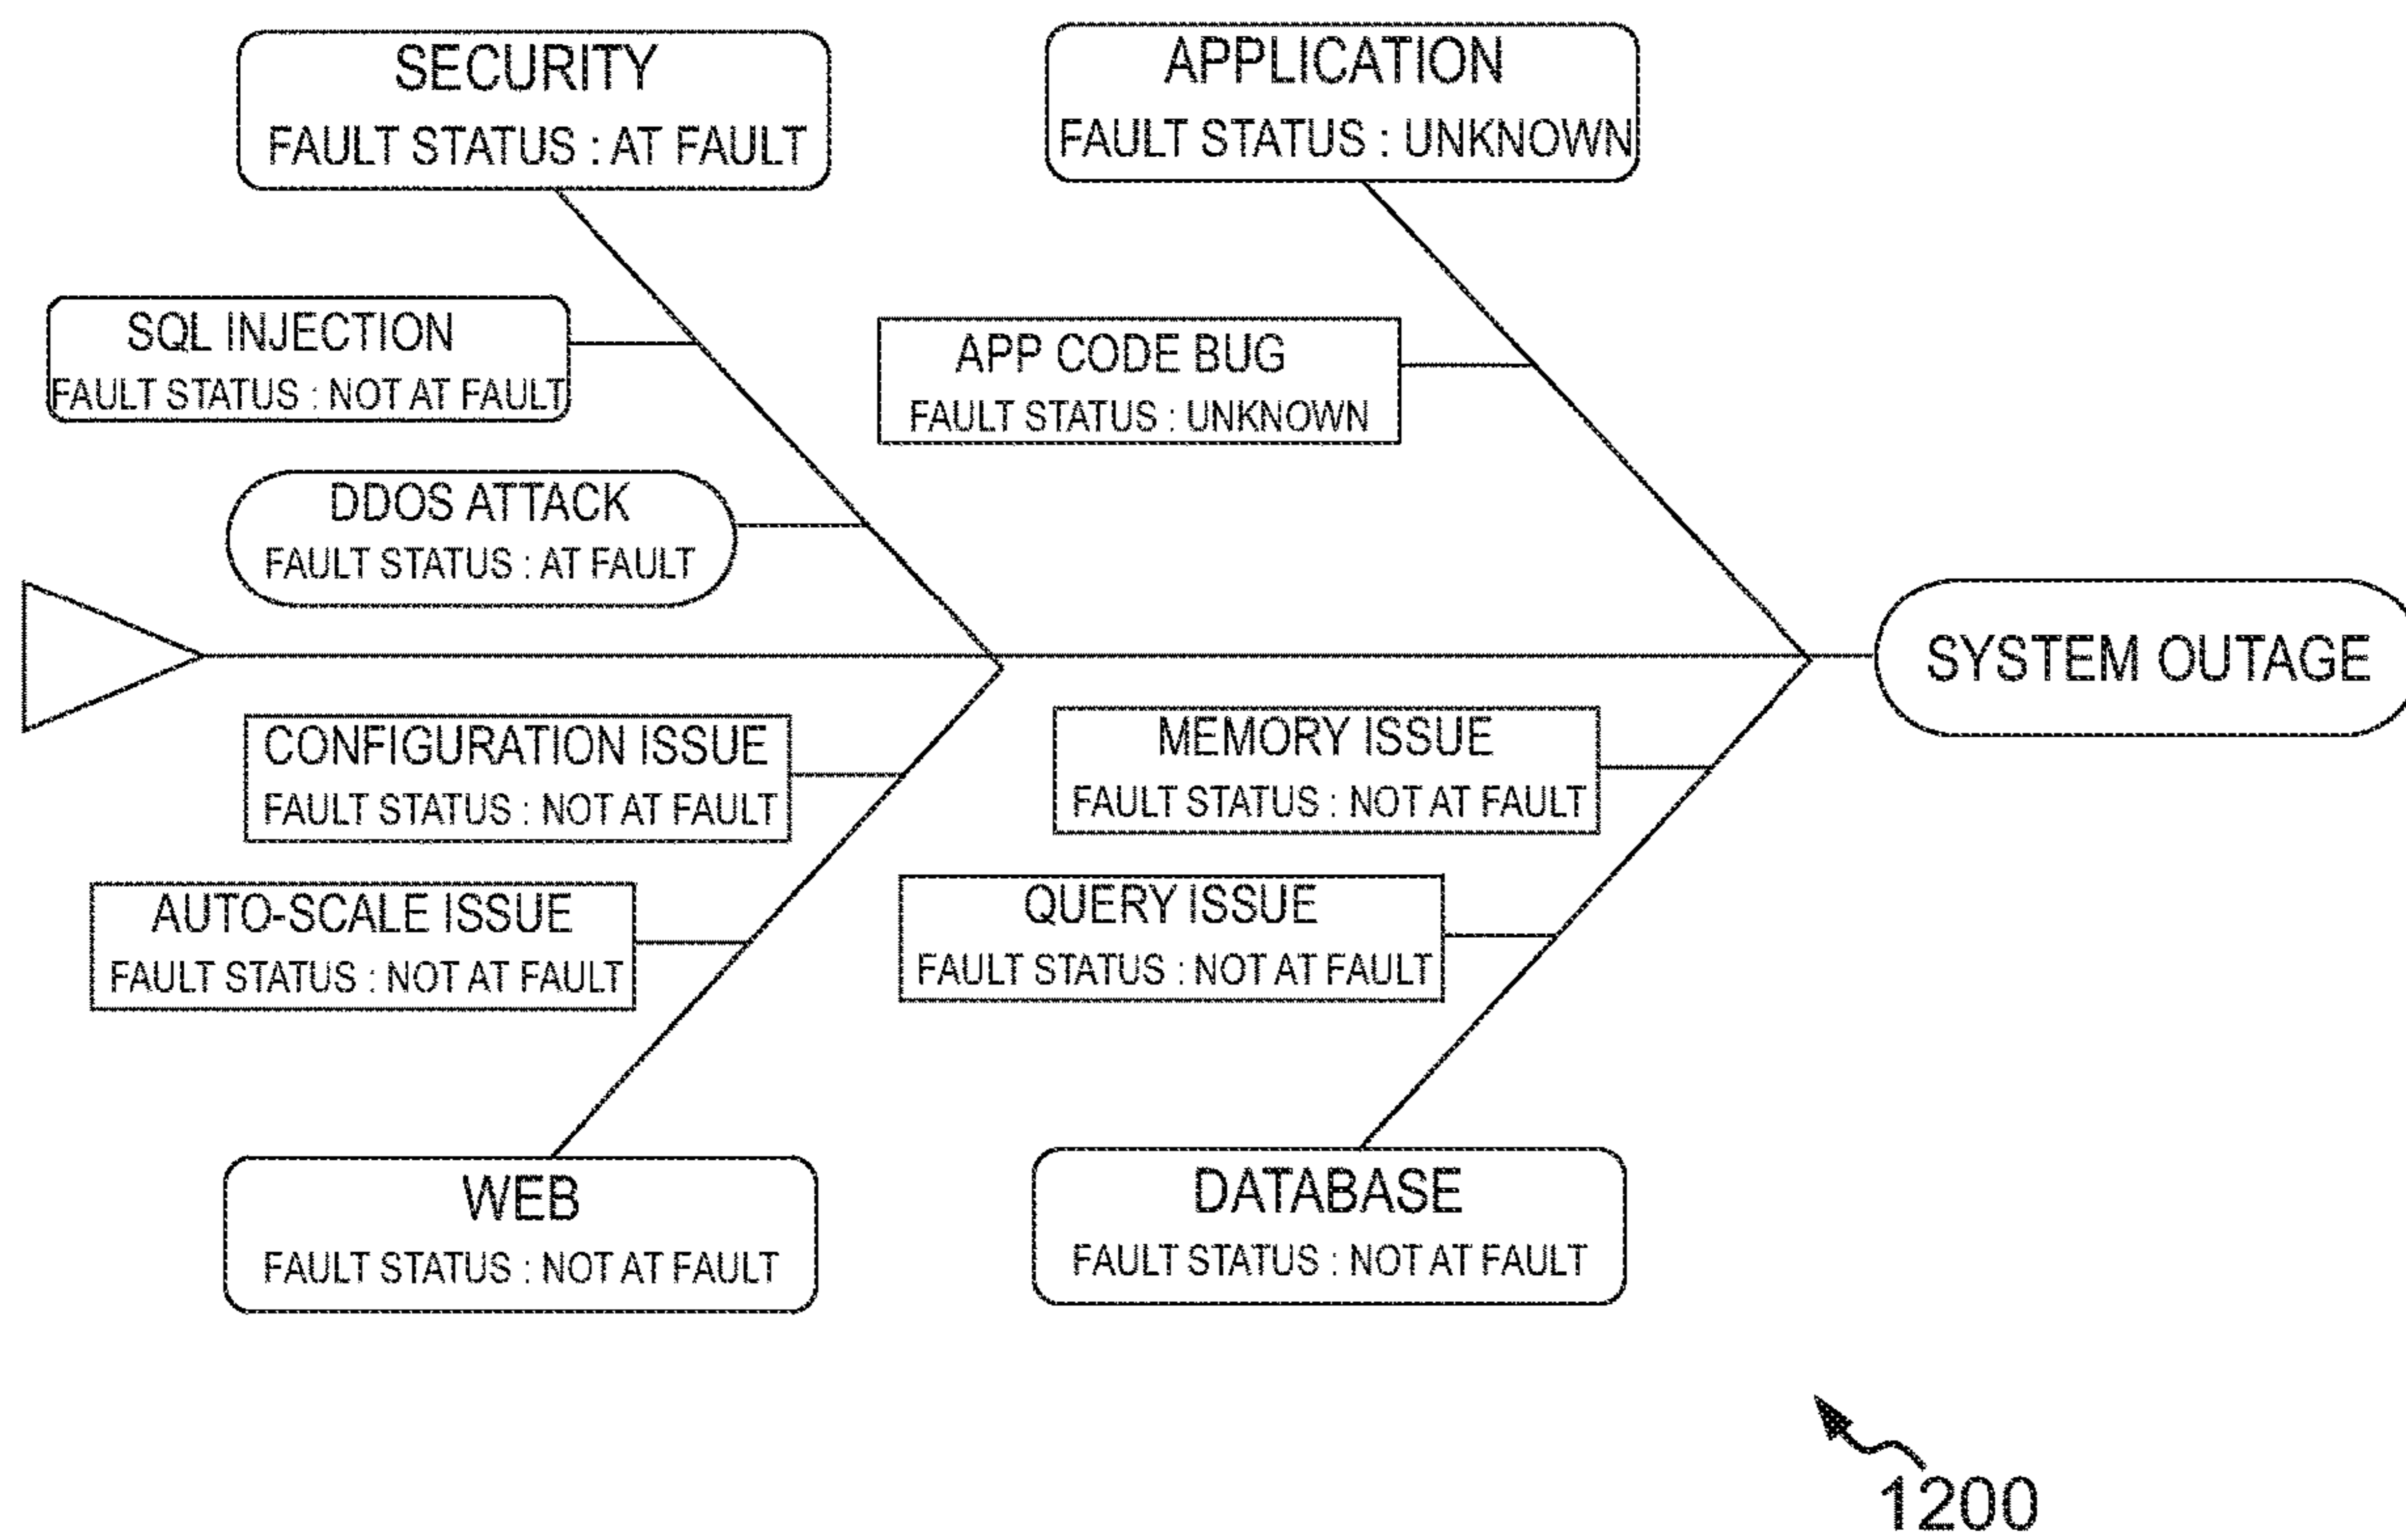 SECURITY
FAULT STATUS : AT FAULT
APPLICATION
FAULT STATUS : UNKNOWN
SQL INJECTION
FAULT STATUS : NOT AT FAULT
APP CODE BUG
FAULT STATUS : UNKNOWN
DDOS ATTACK
FAULT STATUS : AT FAULT
SYSTEM OUTAGE
CONFIGURATION ISSUE
FAULT STATUS : NOT AT FAULT
MEMORY ISSUE
FAULT STATUS : NOT AT FAULT
AUTO-SCALE ISSUE
FAULT STATUS : NOT AT FAULT
QUERY ISSUE
FAULT STATUS : NOT AT FAULT
WEB
FAULT STATUS : NOT AT FAULT
DATABASE
FAULT STATUS : NOT AT FAULT
1200